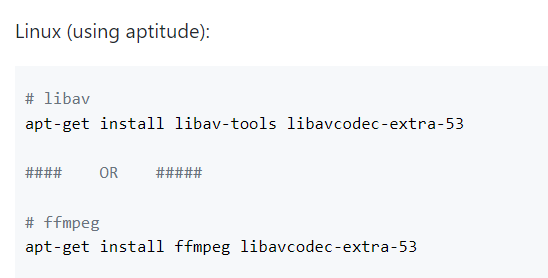 Linux (using aptitude):
# libav
apt-get install libav-tools libavcodec-extra-53
####    OR    #####
# ffmpeg
apt-get install ffmpeg libavcodec-extra-53